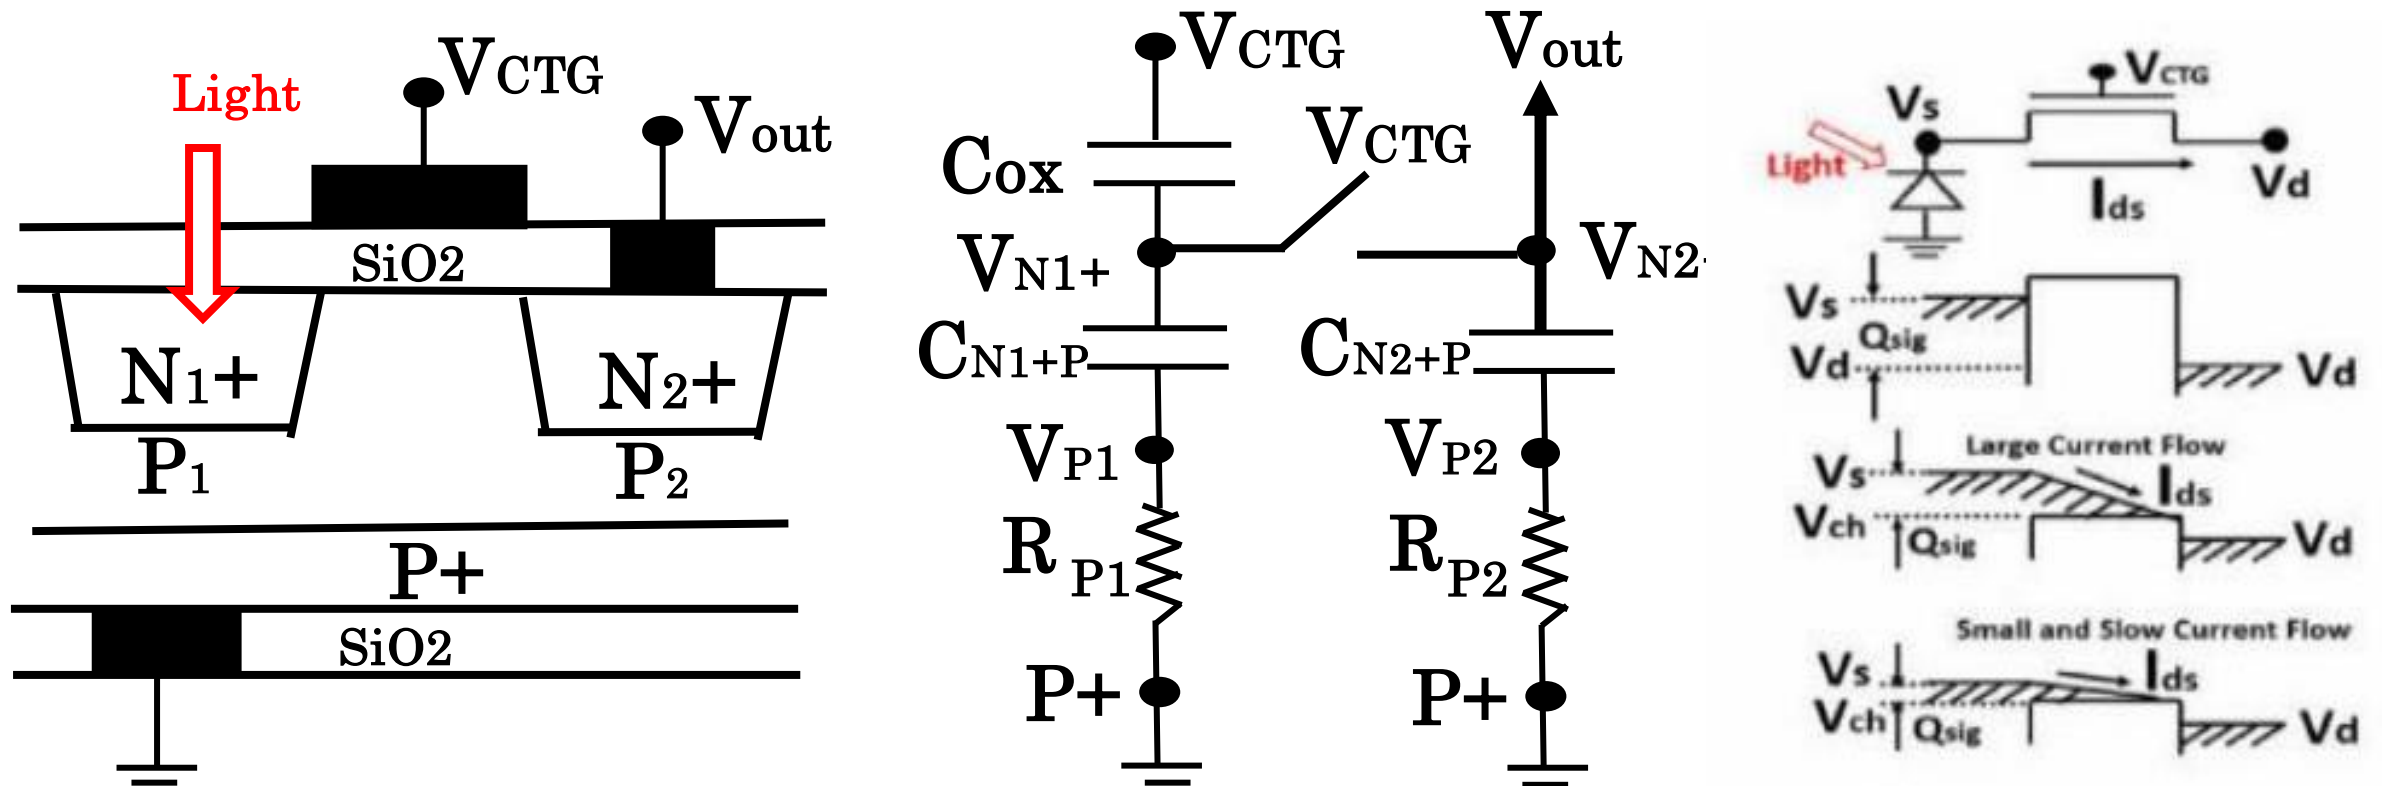 Light
VCTG
Vout
SiO2
N1+
N2+
P1
P2
P+
SiO2
VCTG
Vout
Cox
VCTG
VN1+
VN2
CN1+P
CN2+P
VP1
VP2
R P1
RP2
P+
P+
VCTG
Vs
Light
Ids
Vd
Vs
Qsig
Vd
Vd
Large Current Flow
Vs
Ids
Vch
Qsig
Vd
Small and Slow Current Flow
Vs
Ids
Vch
Qsig
Vd